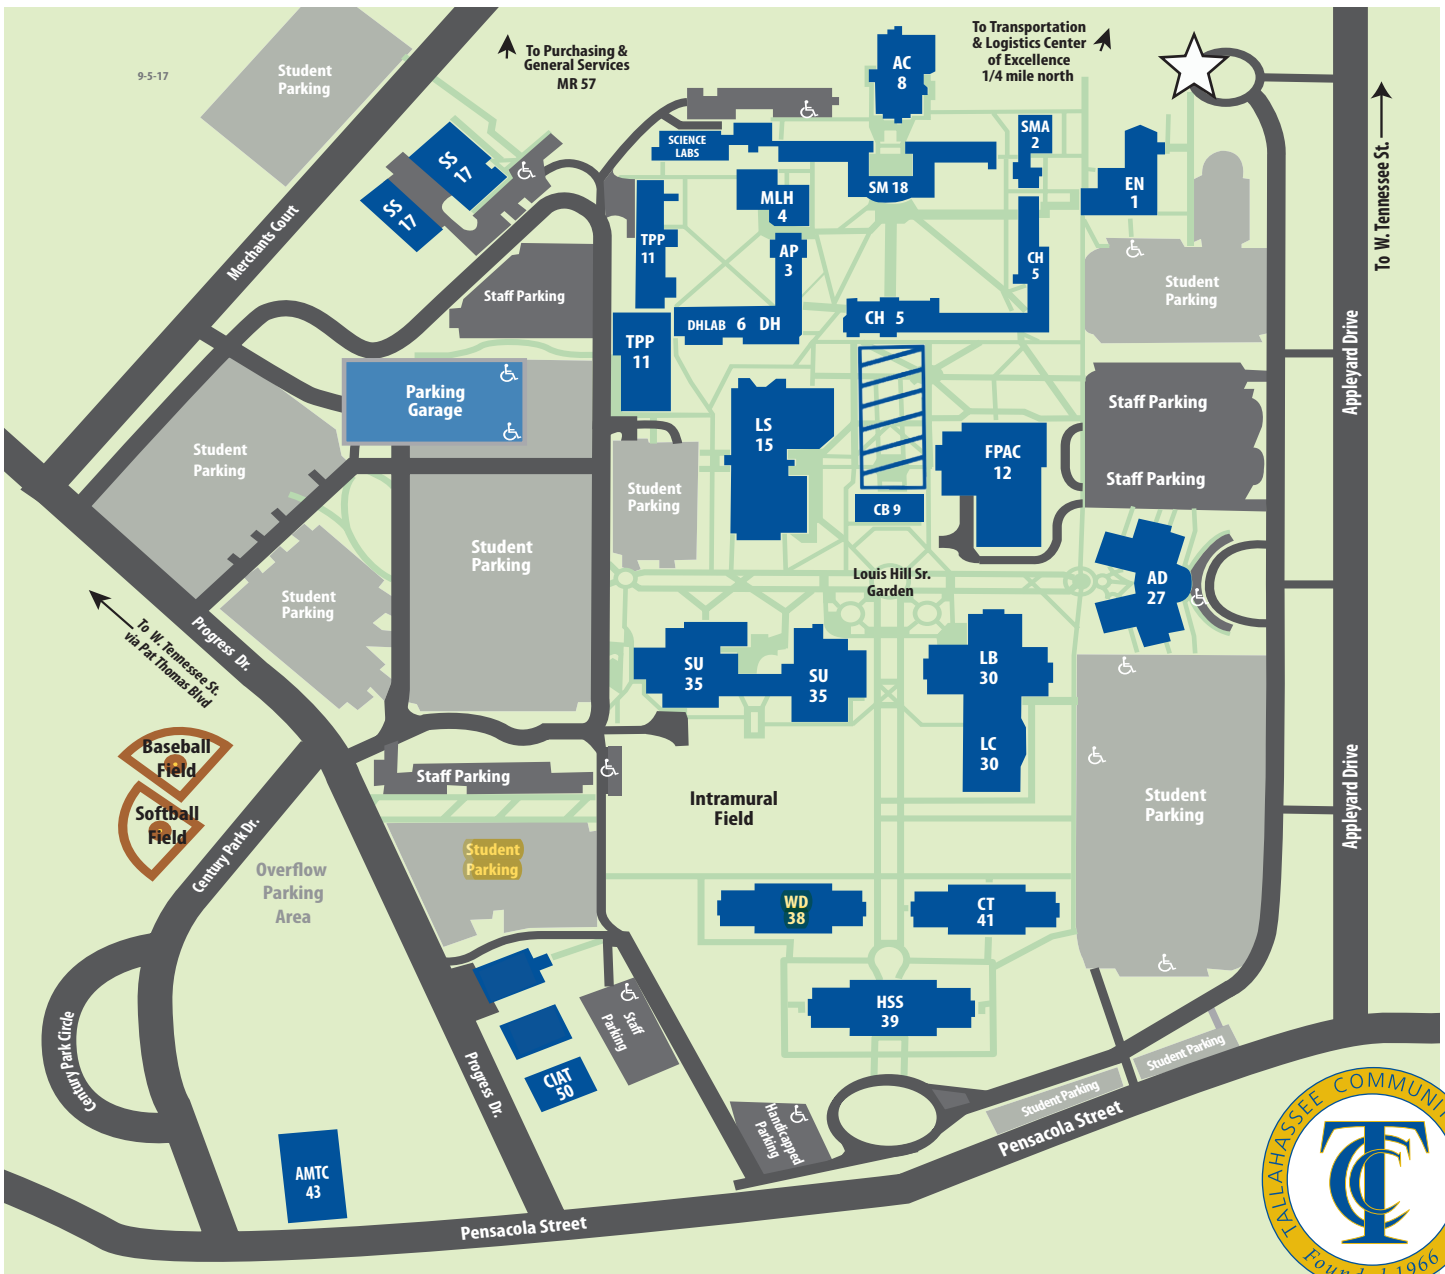 9-5-17
Student
Parking
To Purchasing &
General Services
MR 57
To Transportation
& Logistics Center
of Excellence
1/4 mile north
AC
8
SMA
2
SCIENCE
LABS
SM 18
EN
1
SS
17
SS
17
MLH
4
TPP
11
AP
3
CH
5
Merchants Court
To W. Tennessee St.
Staff Parking
Student
Parking
DHLAB 6 DH
CH 5
TPP
11
Parking
Garage
Appleyard Drive
Staff Parking
LS
15
Student
Parking
FPAC
12
Staff Parking
Student
Parking
CB 9
Student
Parking
Louis Hill Sr.
Garden
AD
27
Student
Parking
Progress Dr.
To W. Tennessee St.
via Pat Thomas Blvd
SU
35
SU
35
LB
30
LC
30
Baseball
Field
Softball
Field
Staff Parking
Intramural
Field
Student
Parking
Appleyard Drive
Century Park Dr.
Overflow
Parking
Area
Student
Parking
WD
38
CT
41
HSS
39
Staff
Parking
Century Park Circle
Progress Dr.
CIAT
50
Student Parking
Student Parking
Handicapped
Parking
Pensacola Street
AMTC
43
Pensacola Street
TALLAHASSEE COMMUNI
TCC
Founded 1966